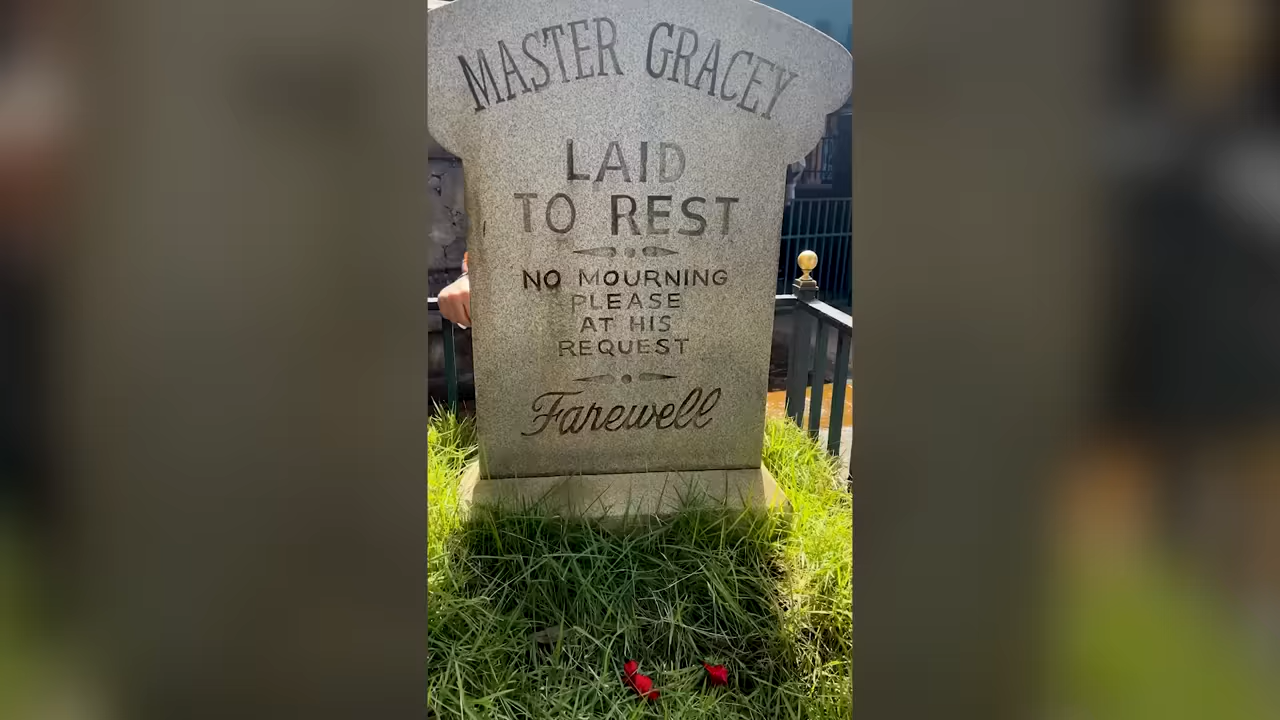 MASTER GRACEY
LAID
TO REST
NO MOURNING
PLEASE
AT HIS
REQUEST
Farewell